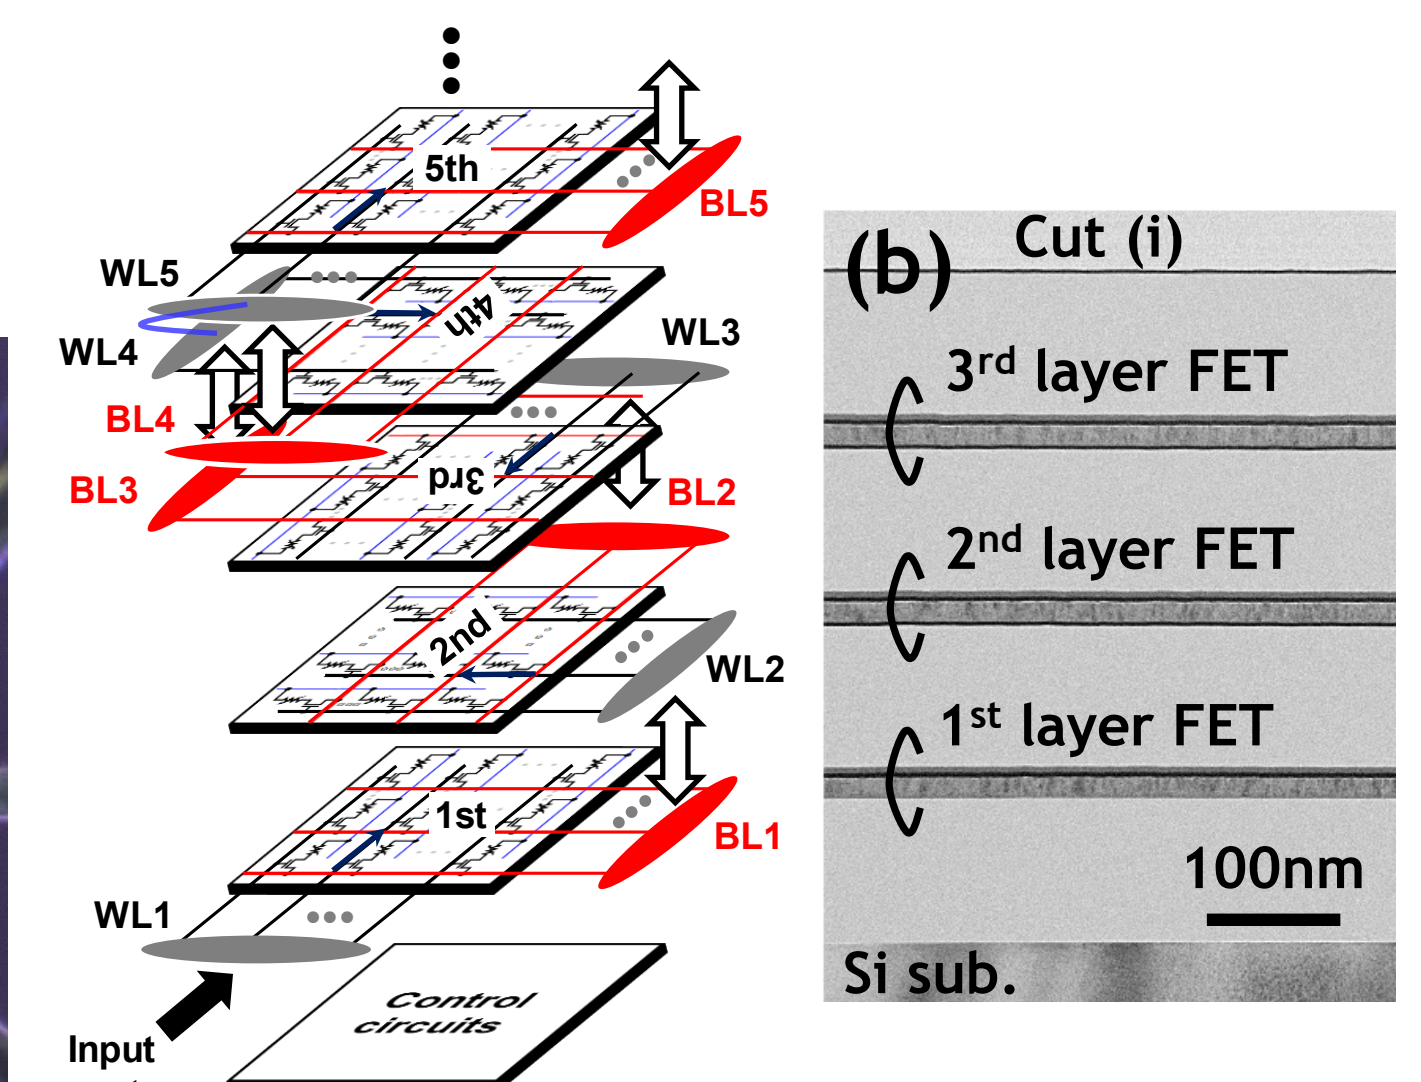 5th
BL5
WL5
4th
WL4
WL3
BL4
3rd
BL3
BL2
2nd
WL2
1st
BL1
WL1
Control
circuits
Input
(b)
Cut (i)
3rd layer FET
2nd layer FET
1st layer FET
100nm
Si sub.